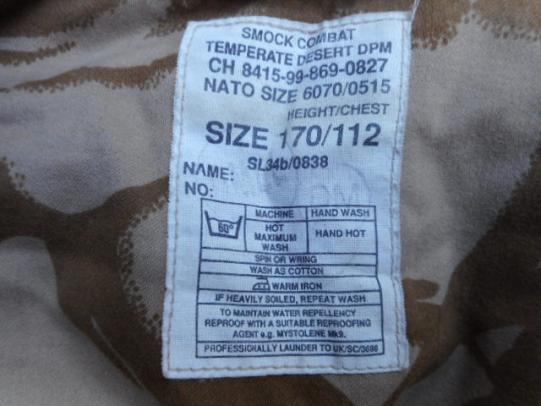 SMOCK COMBAT
TEMPERATE DESERT DPM
CH 8415-99-869-0827
NATO SIZE 6070/0515
HEIGHT/CHEST
SIZE 170/112
SL34b/0838
NAME:
NO:
MACHINE HAND WASH
60° HOT MAXIMUM WASH HAND HOT
SPIN OR WRING
WASH AS COTTON
WARM IRON
IF HEAVILY SOILED, REPEAT WASH
TO MAINTAIN WATER REPELLENCY
REPROOF WITH A SUITABLE REPROOFING
AGENT e.g. MYSTOLENE Mk9.
PROFESSIONALLY LAUNDER TO UK/SC/